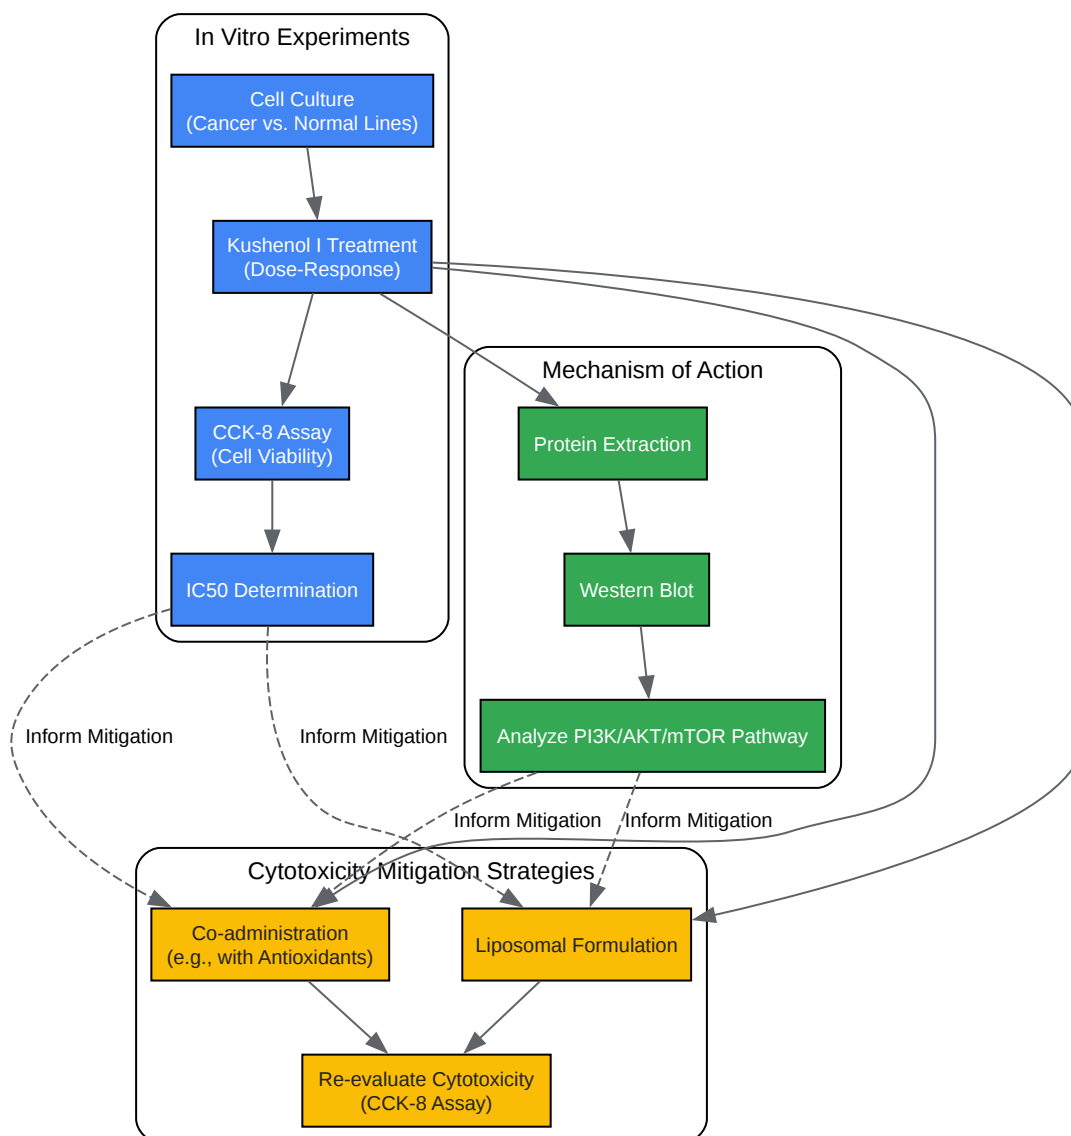 In Vitro Experiments
Cell Culture
(Cancer vs. Normal Lines)
Kushenol I Treatment
(Dose-Response)
Mechanism of Action
CCK-8 Assay
(Cell Viability)
Protein Extraction
IC50 Determination
Western Blot
Analyze PI3K/AKT/mTOR Pathway
Inform Mitigation
Inform Mitigation
Inform Mitigation
Inform Mitigation
Cytotoxicity Mitigation Strategies
Co-administration
(e.g., with Antioxidants)
Liposomal Formulation
Re-evaluate Cytotoxicity
(CCK-8 Assay)